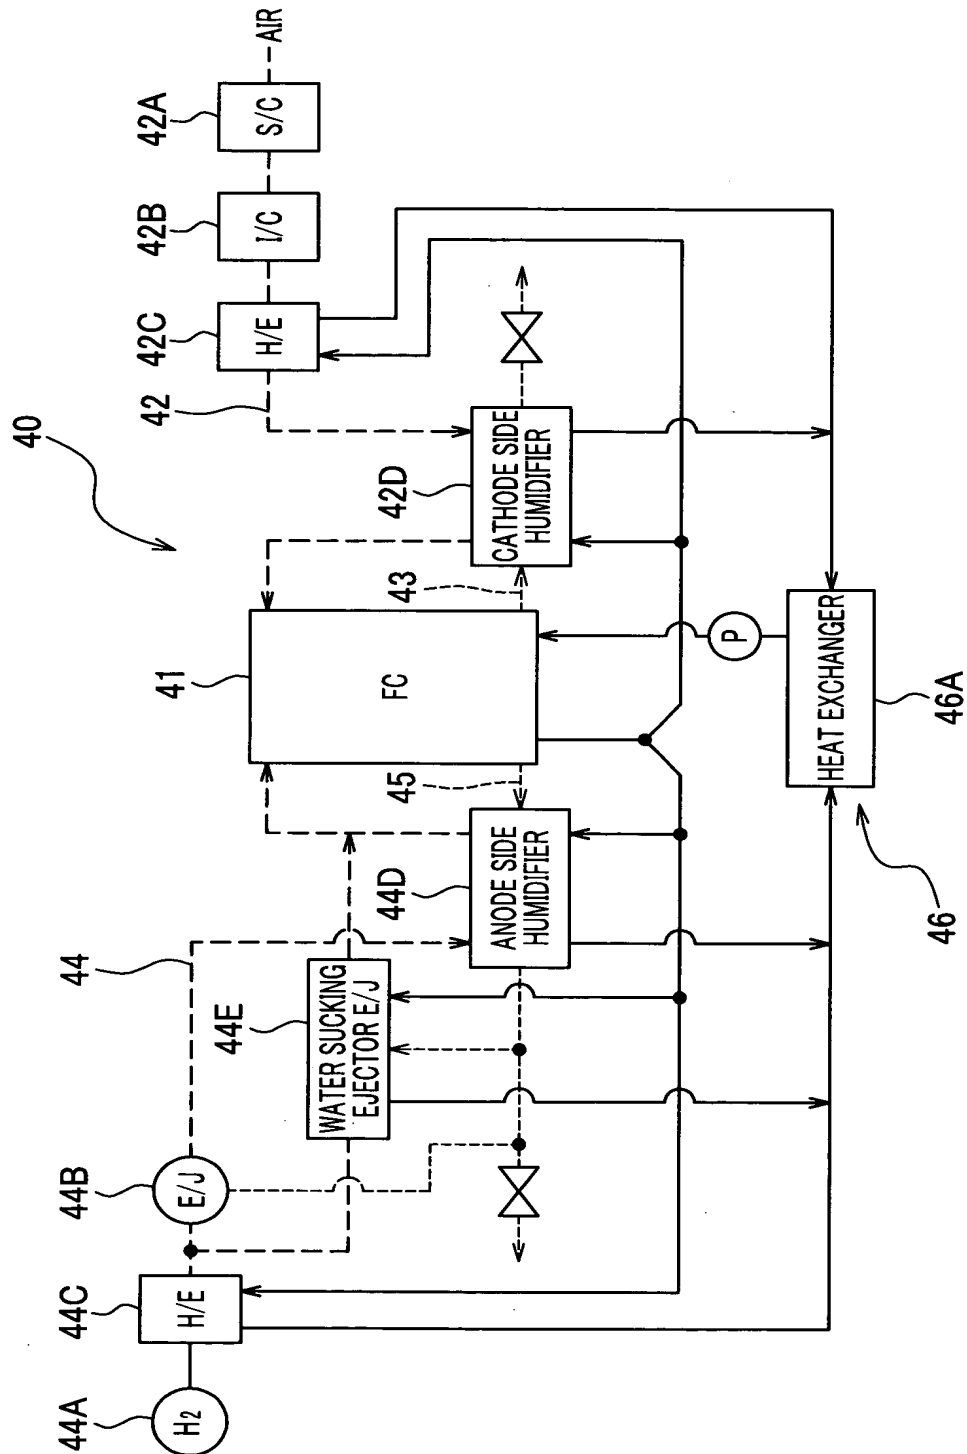 40
44A
H2
44C
H/E
44B
E/J
44
44E
WATER SUCKING
EJECTOR E/J
44D
ANODE SIDE
HUMIDIFIER
45
41
FC
43
42D
CATHODE SIDE
HUMIDIFIER
42
42C
H/E
42B
I/C
42A
S/C
AIR
P
HEAT EXCHANGER
46A
46